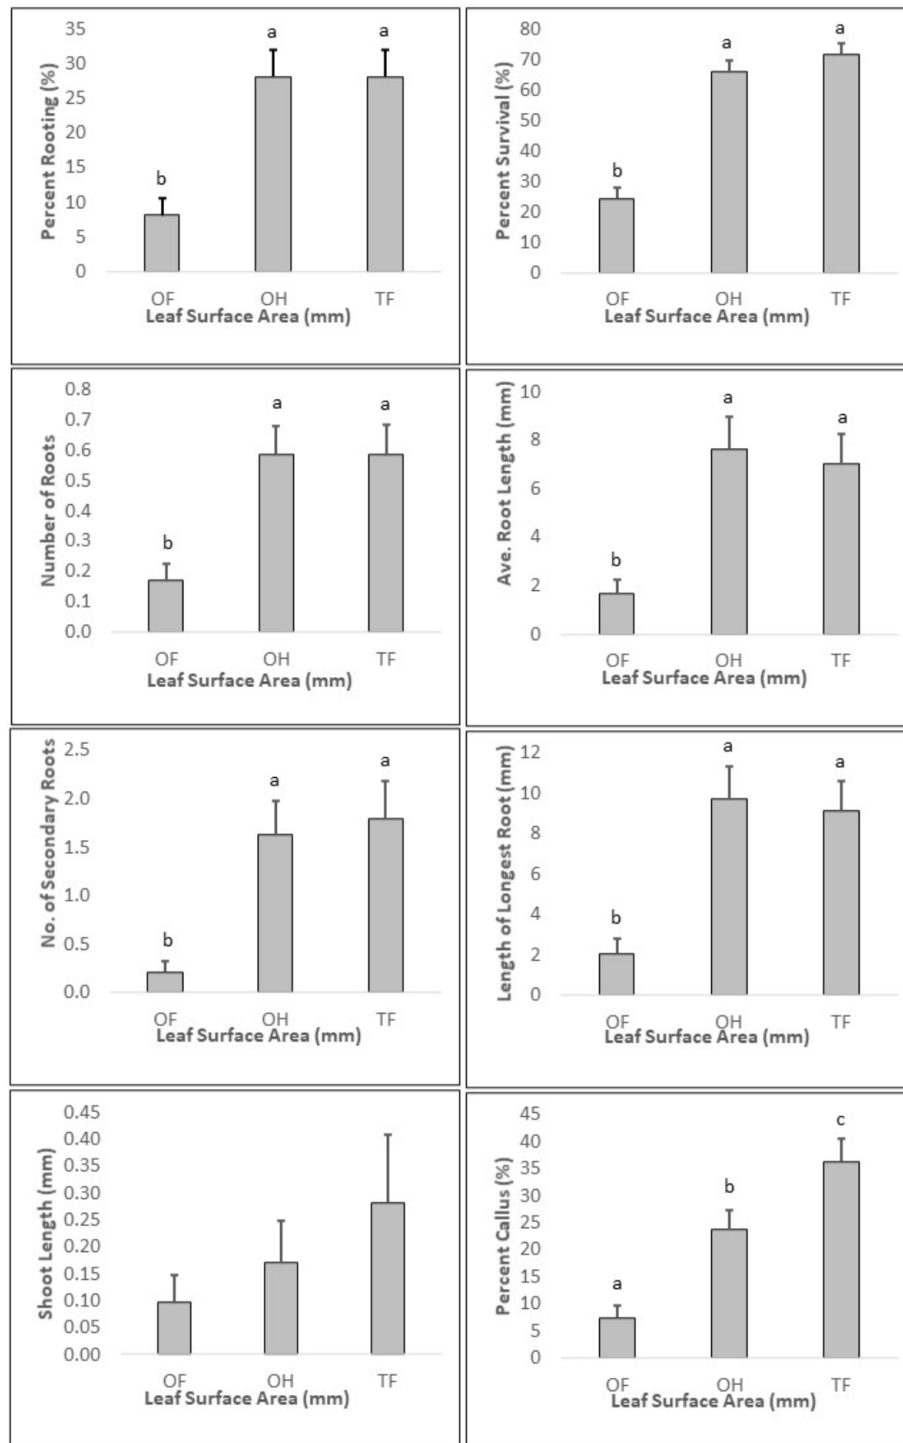 35
30
25
20
15
10
5
0
Percent Rooting (%)
b
a
a
OF OH TF
Leaf Surface Area (mm)
80
70
60
50
40
30
20
10
0
Percent Survival (%)
b
a
a
OF OH TF
Leaf Surface Area (mm)
0.8
0.7
0.6
0.5
0.4
0.3
0.2
0.1
0.0
Number of Roots
b
a
a
OF OH TF
Leaf Surface Area (mm)
10
8
6
4
2
0
Ave. Root Length (mm)
b
a
a
OF OH TF
Leaf Surface Area (mm)
2.5
2.0
1.5
1.0
0.5
0.0
No. of Secondary Roots
b
a
a
OF OH TF
Leaf Surface Area (mm)
12
10
8
6
4
2
0
Length of Longest Root (mm)
b
a
a
OF OH TF
Leaf Surface Area (mm)
0.45
0.40
0.35
0.30
0.25
0.20
0.15
0.10
0.05
0.00
Shoot Length (mm)
OF OH TF
Leaf Surface Area (mm)
45
40
35
30
25
20
15
10
5
0
Percent Callus (%)
a
b
c
OF OH TF
Leaf Surface Area (mm)